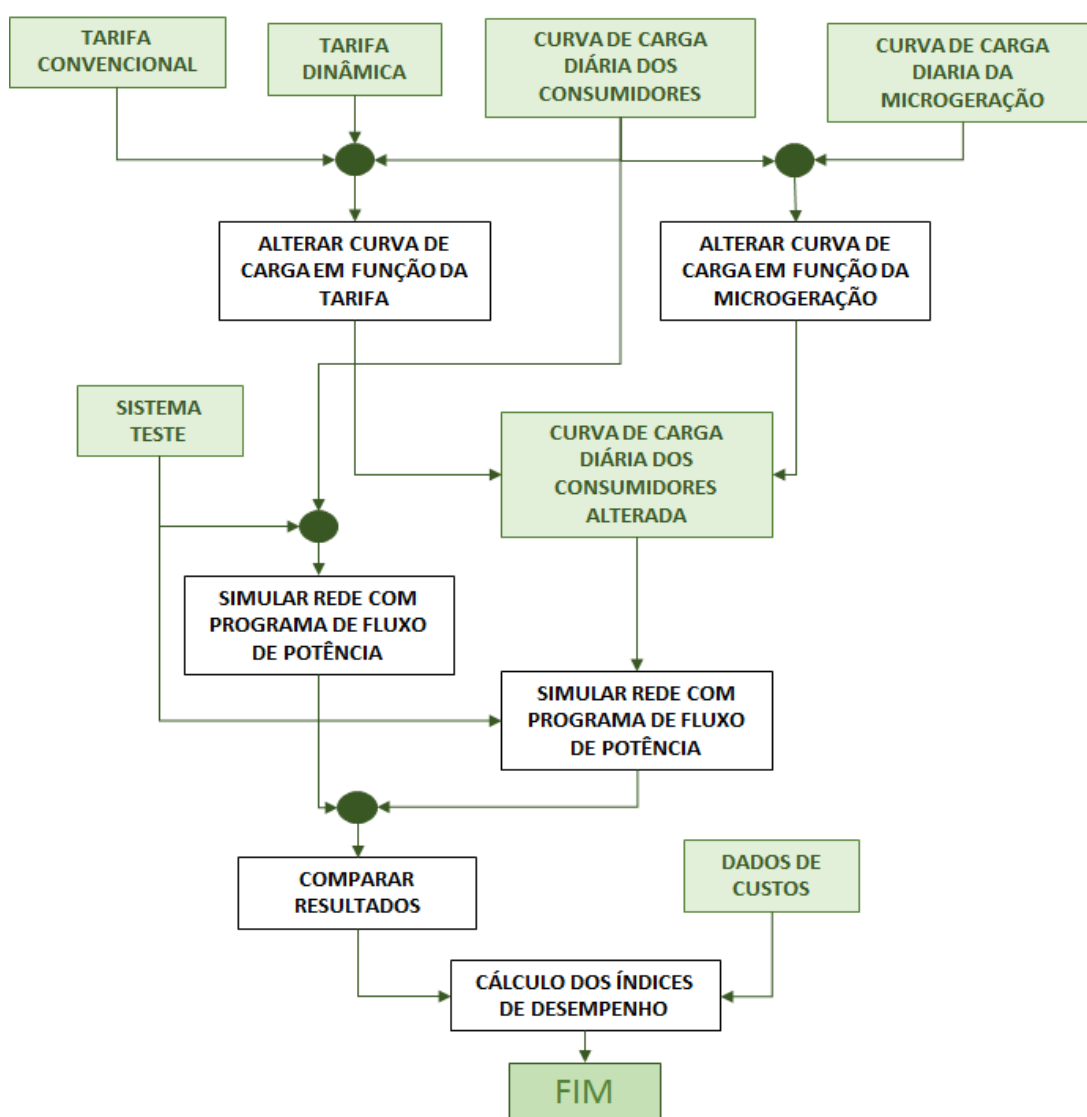 TARIFA
CONVENCIONAL
TARIFA
DINÂMICA
CURVA DE CARGA
DIÁRIA DOS
CONSUMIDORES
CURVA DE CARGA
DIARIA DA
MICROGERAÇÃO
ALTERAR CURVA DE
CARGA EM FUNÇÃO DA
TARIFA
ALTERAR CURVA DE
CARGA EM FUNÇÃO DA
MICROGERAÇÃO
SISTEMA
TESTE
CURVA DE CARGA
DIÁRIA DOS
CONSUMIDORES
ALTERADA
SIMULAR REDE COM
PROGRAMA DE FLUXO
DE POTÊNCIA
SIMULAR REDE COM
PROGRAMA DE FLUXO
DE POTÊNCIA
COMPARAR
RESULTADOS
DADOS DE
CUSTOS
CÁLCULO DOS ÍNDICES
DE DESEMPENHO
FIM